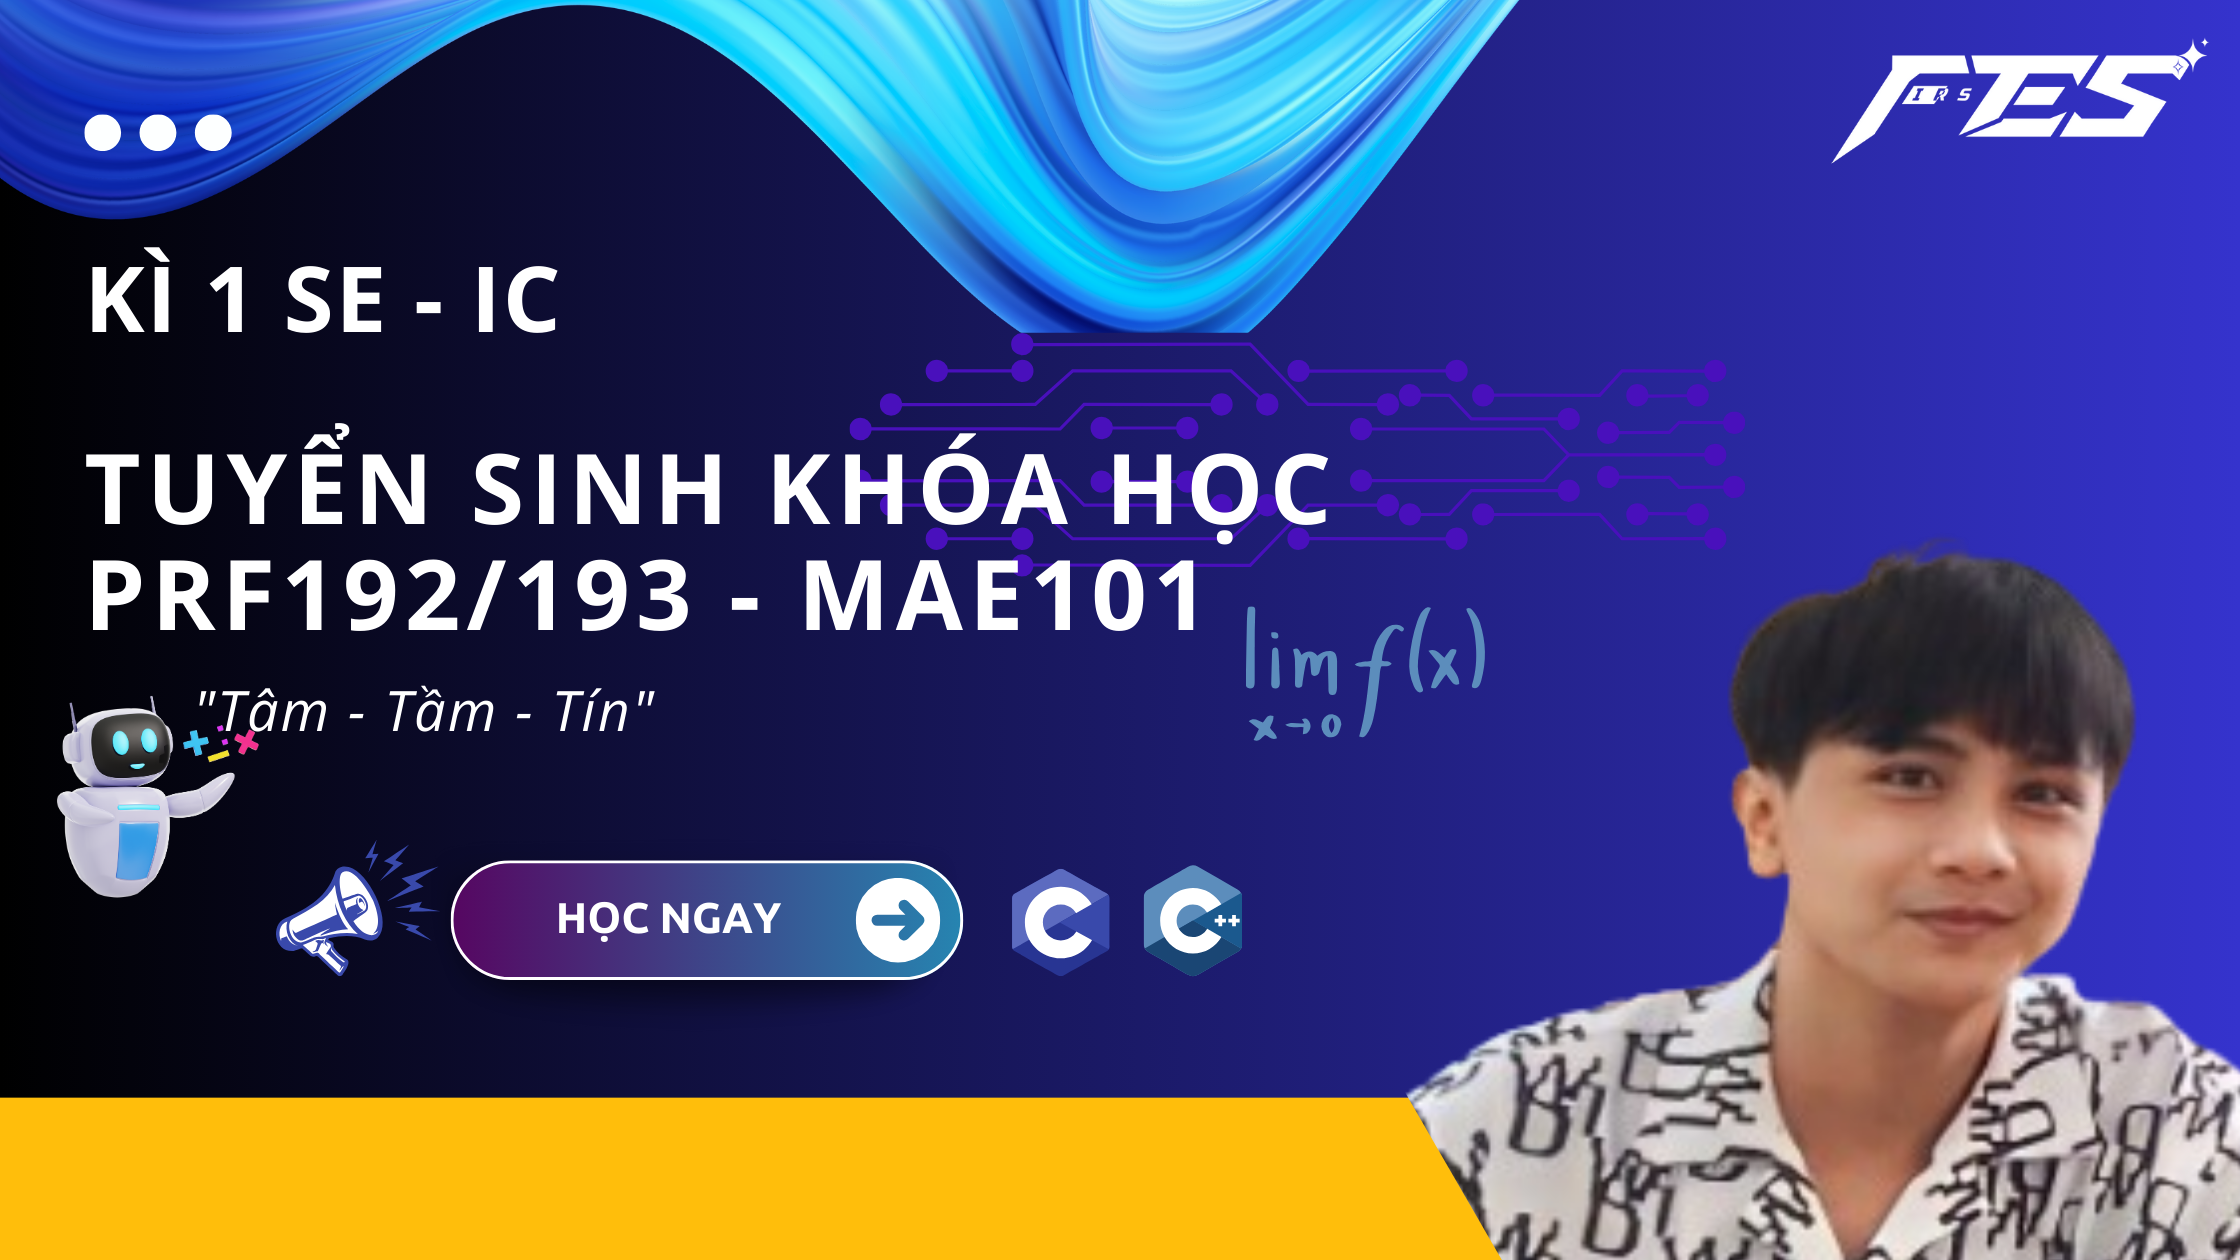 FES
IRS
KÌ 1 SE - IC
TUYỂN SINH KHÓA HỌC
PRF192/193 - MAE101
"Tâm - Tầm - Tín"
lim f(x)
x→0
HỌC NGAY
C
C++